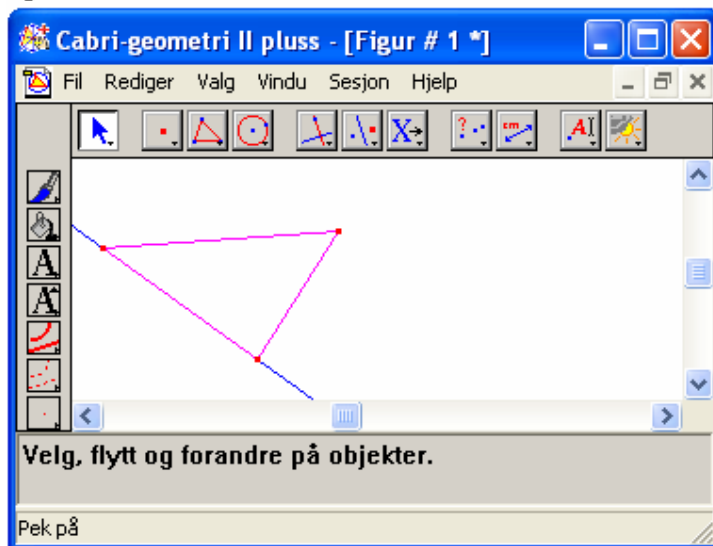 Cabri-geometri II pluss - [Figur # 1 *]
Fil Rediger Valg Vindu Sesjon Hjelp
X ? cm A
A
A
Velg, flytt og forandre på objekter.
Pek på